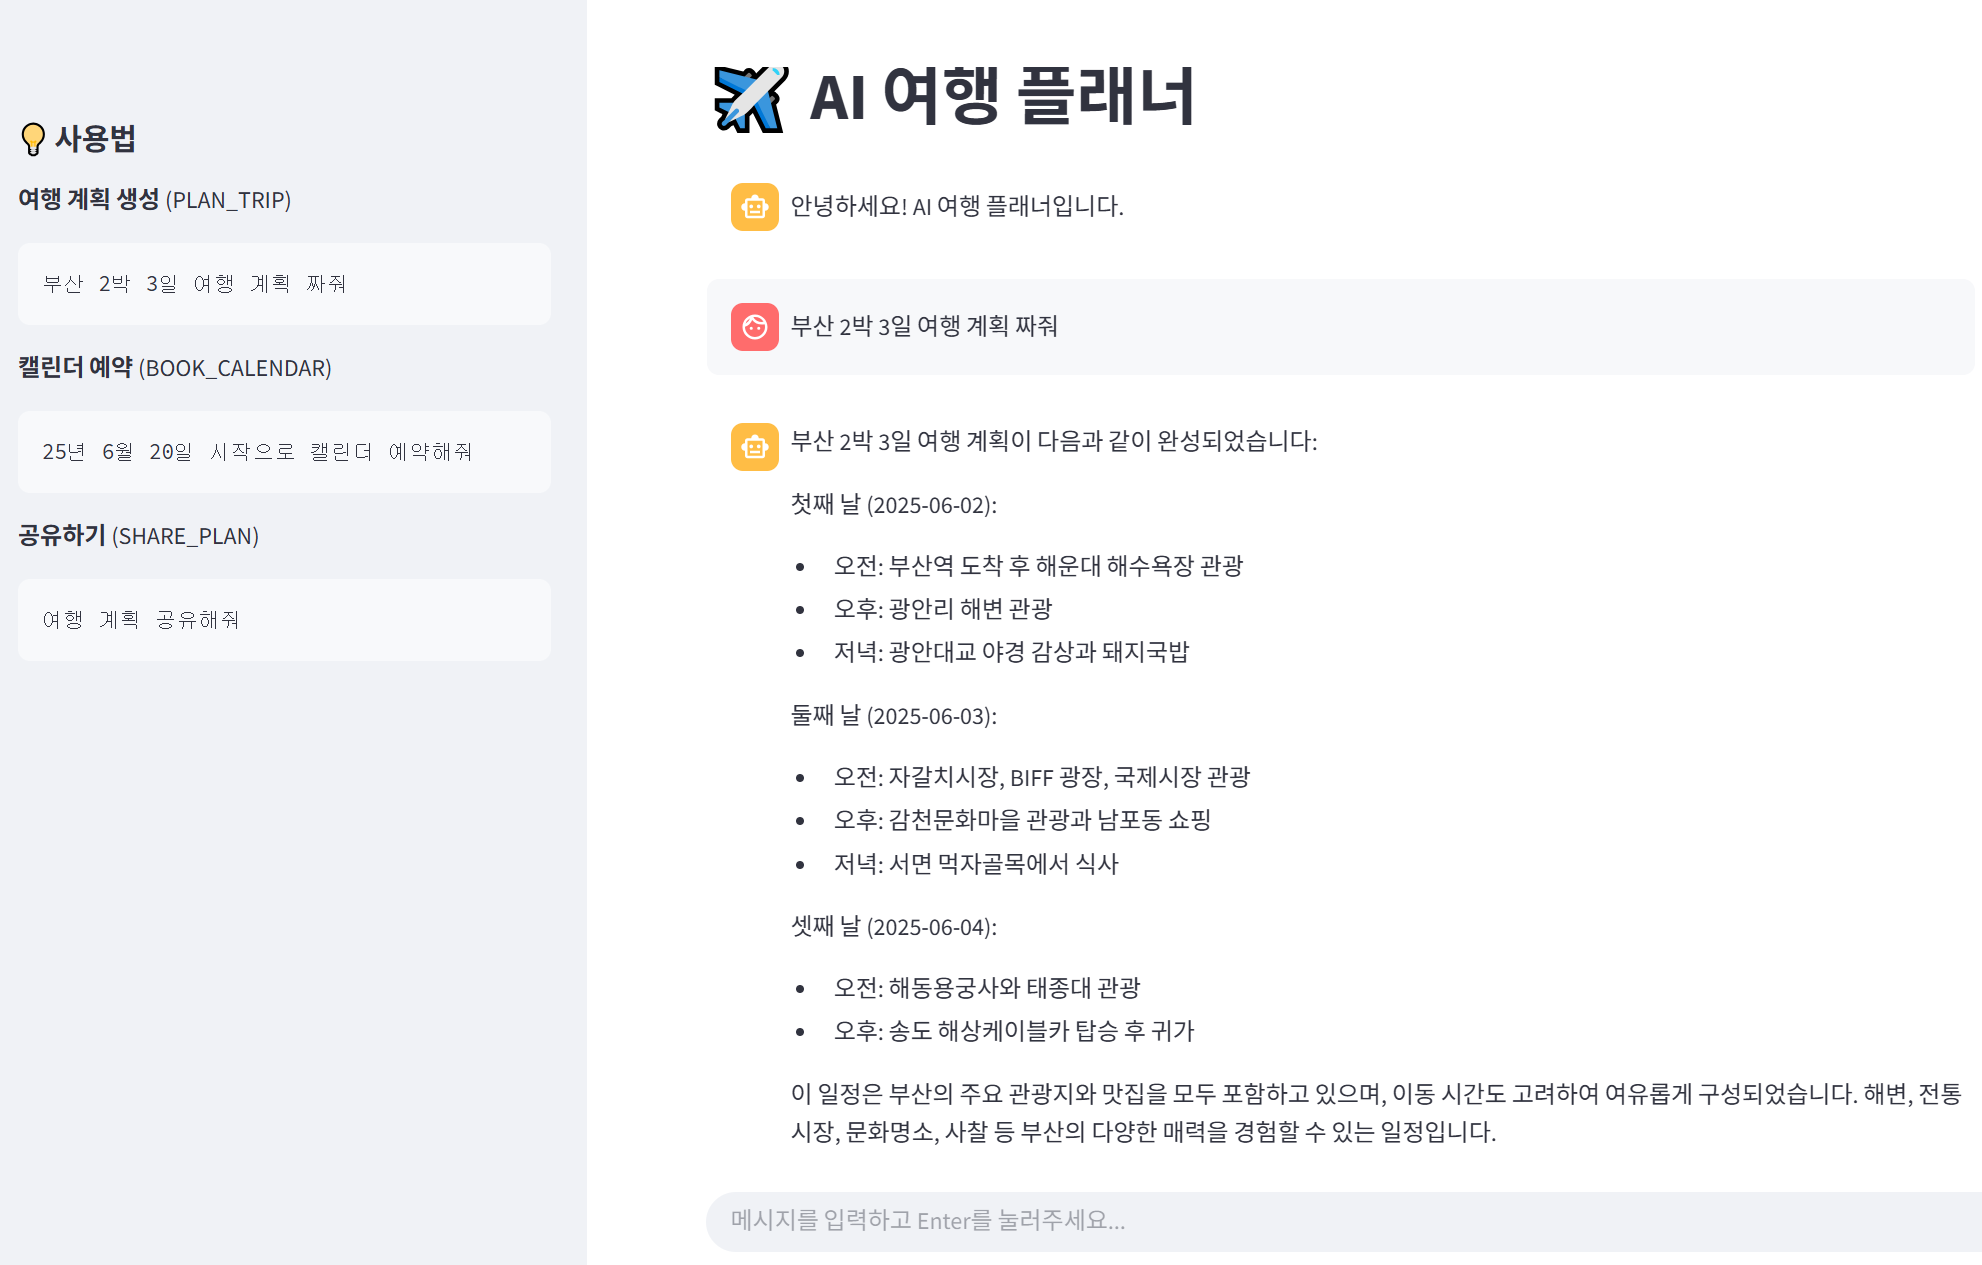 사용법
여행 계획 생성 (PLAN_TRIP)
부산 2박 3일 여행 계획 짜줘
캘린더 예약 (BOOK_CALENDAR)
25년 6월 20일 시작으로 캘린더 예약해줘
공유하기 (SHARE_PLAN)
여행 계획 공유해줘
AI 여행 플래너
안녕하세요! AI 여행 플래너입니다.
부산 2박 3일 여행 계획 짜줘
부산 2박 3일 여행 계획이 다음과 같이 완성되었습니다:
첫째 날 (2025-06-02):
• 오전: 부산역 도착 후 해운대 해수욕장 관광
• 오후: 광안리 해변 관광
• 저녁: 광안대교 야경 감상과 돼지국밥
둘째 날 (2025-06-03):
• 오전: 자갈치시장, BIFF 광장, 국제시장 관광
• 오후: 감천문화마을 관광과 남포동 쇼핑
• 저녁: 서면 먹자골목에서 식사
셋째 날 (2025-06-04):
• 오전: 해동용궁사와 태종대 관광
• 오후: 송도 해상케이블카 탑승 후 귀가
이 일정은 부산의 주요 관광지와 맛집을 모두 포함하고 있으며, 이동 시간도 고려하여 여유롭게 구성되었습니다. 해변, 전통
시장, 문화명소, 사찰 등 부산의 다양한 매력을 경험할 수 있는 일정입니다.
메시지를 입력하고 Enter를 눌러주세요...